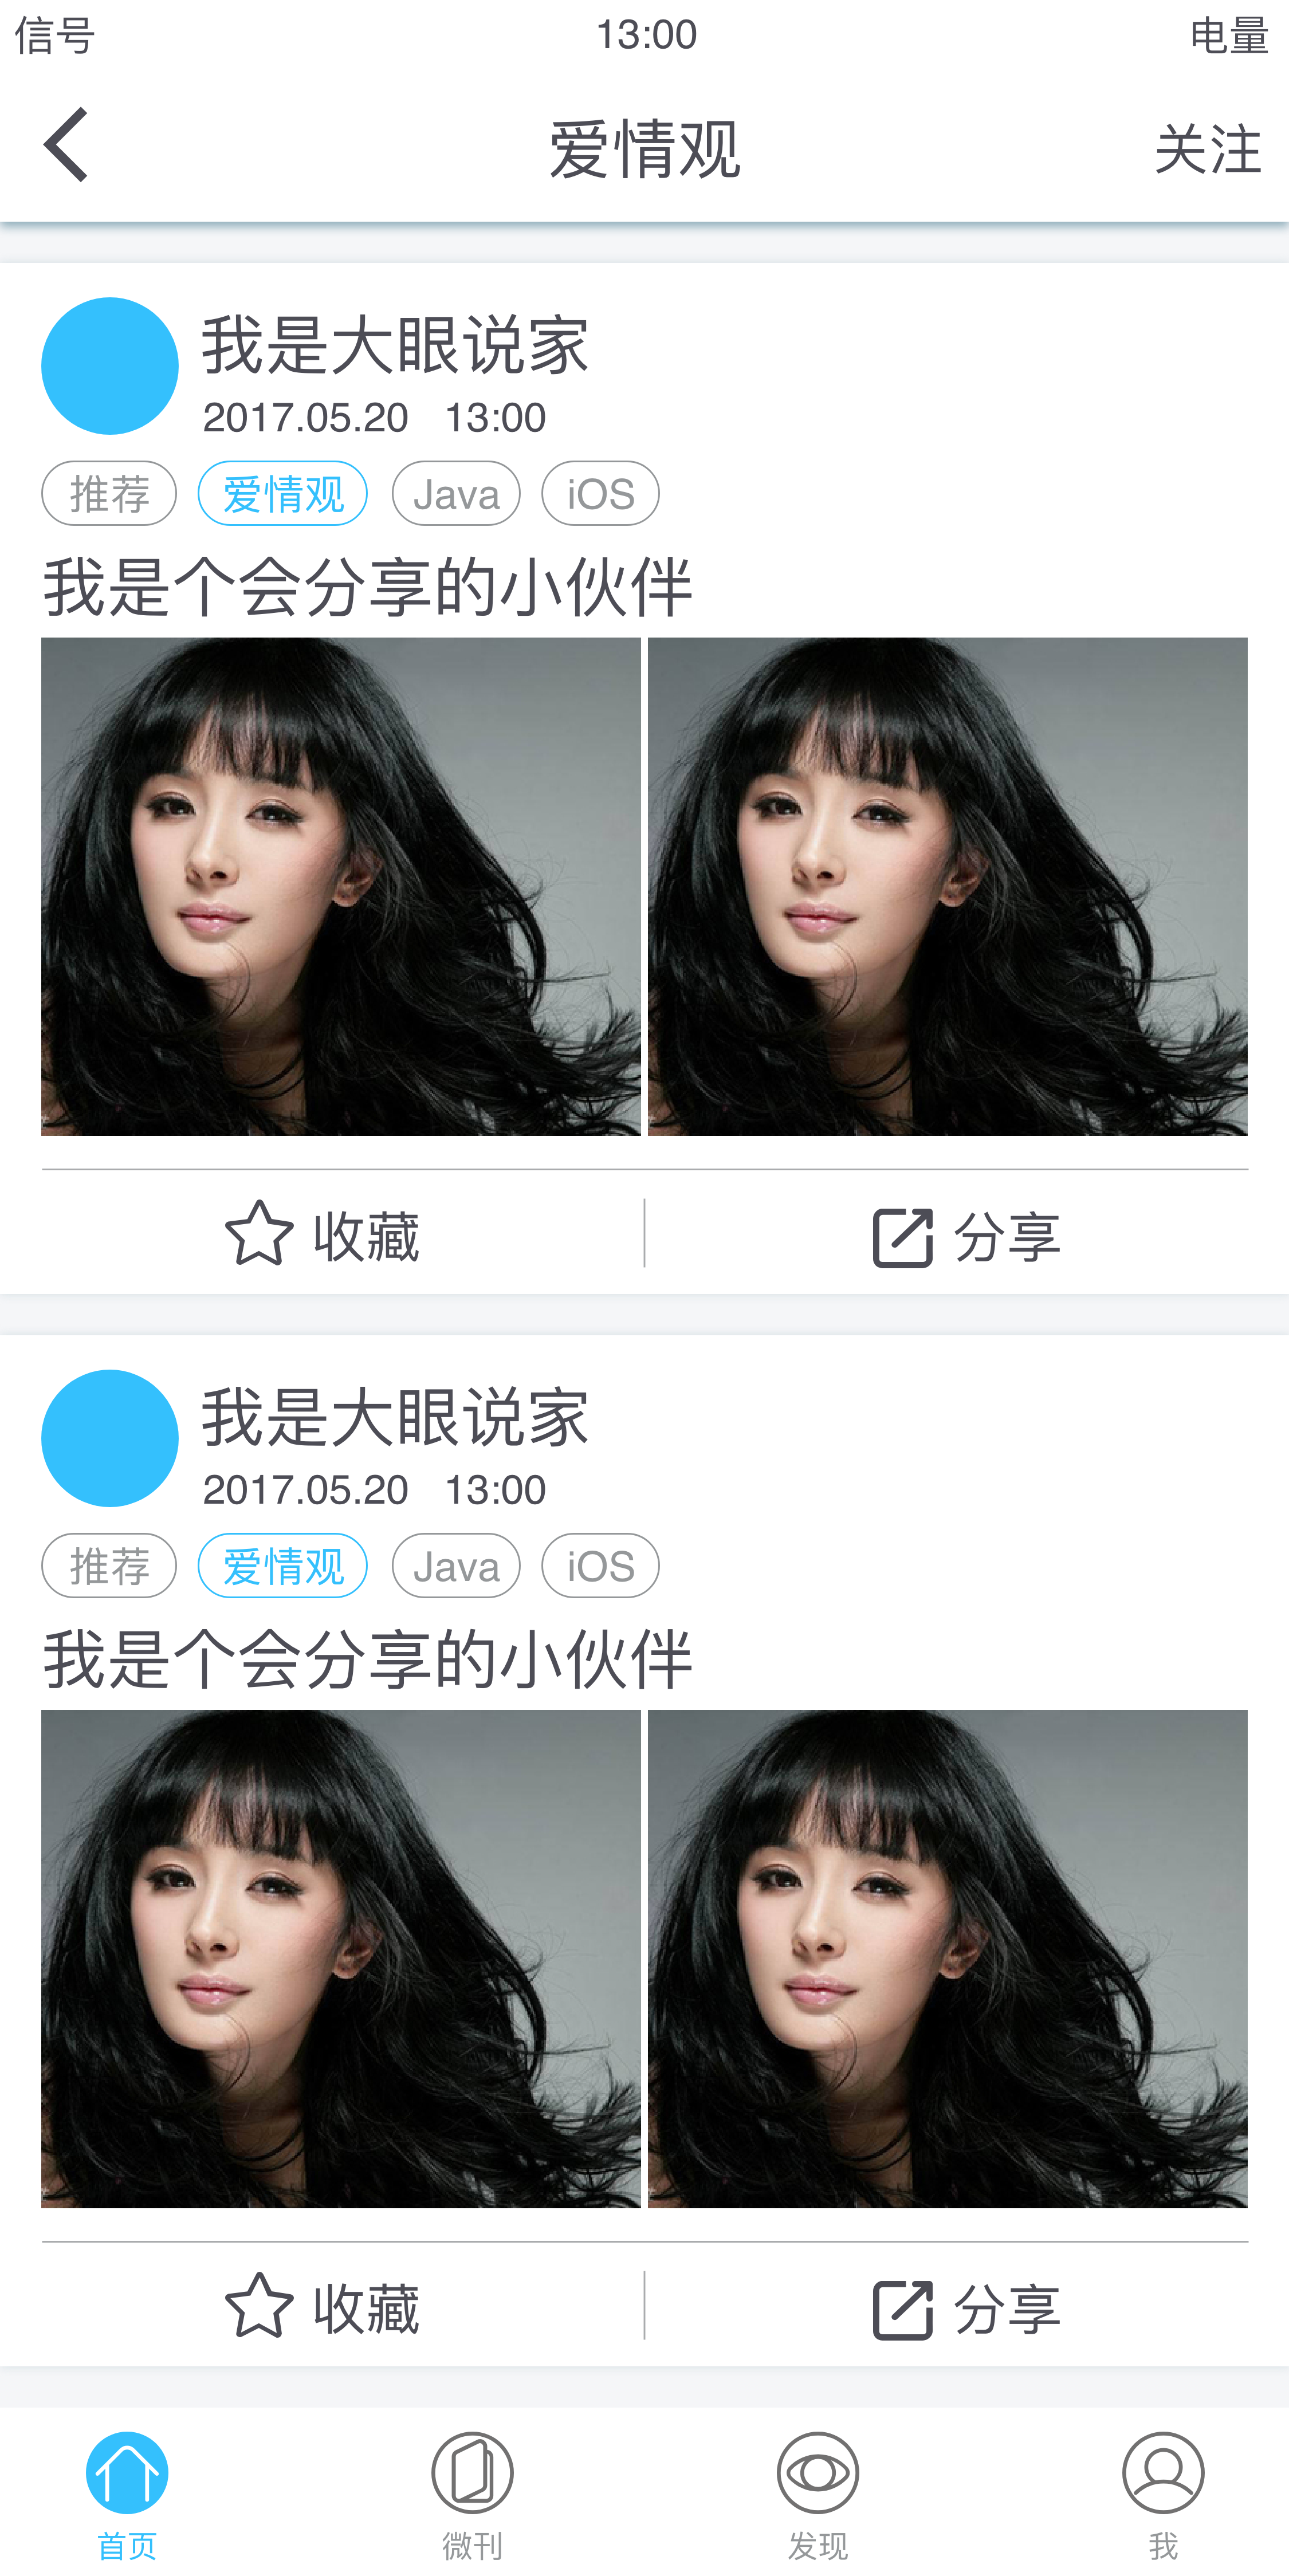 信号 13:00 电量
爱情观 关注
我是大眼说家
2017.05.20 13:00
推荐 爱情观 Java iOS
我是个会分享的小伙伴
收藏 分享
我是大眼说家
2017.05.20 13:00
推荐 爱情观 Java iOS
我是个会分享的小伙伴
收藏 分享
首页 微刊 发现 我